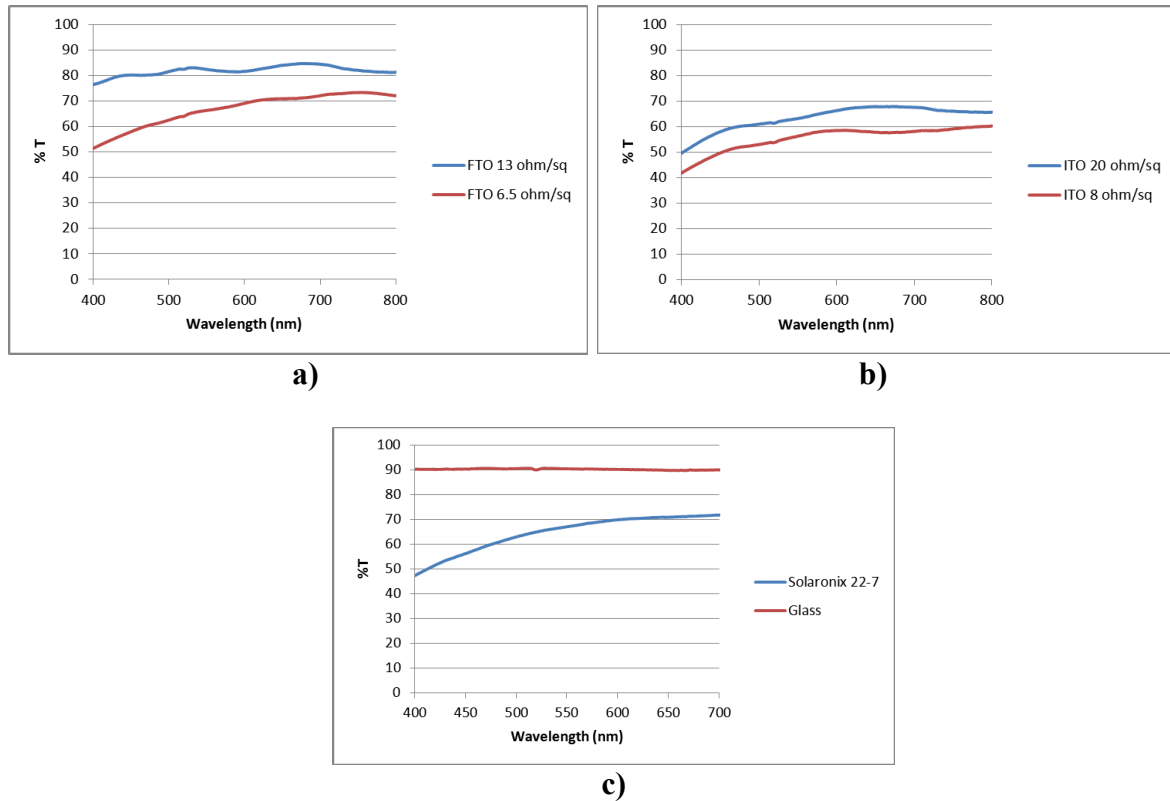 100
90
80
70
60
50
40
30
20
10
0
% T
400 500 600 700 800
Wavelength (nm)
FTO 13 ohm/sq
FTO 6.5 ohm/sq
a)
100
90
80
70
60
50
40
30
20
10
0
% T
400 500 600 700 800
Wavelength (nm)
ITO 20 ohm/sq
ITO 8 ohm/sq
b)
100
90
80
70
60
50
40
30
20
10
0
%T
400 450 500 550 600 650 700
Wavelength (nm)
Solaronix 22-7
Glass
c)